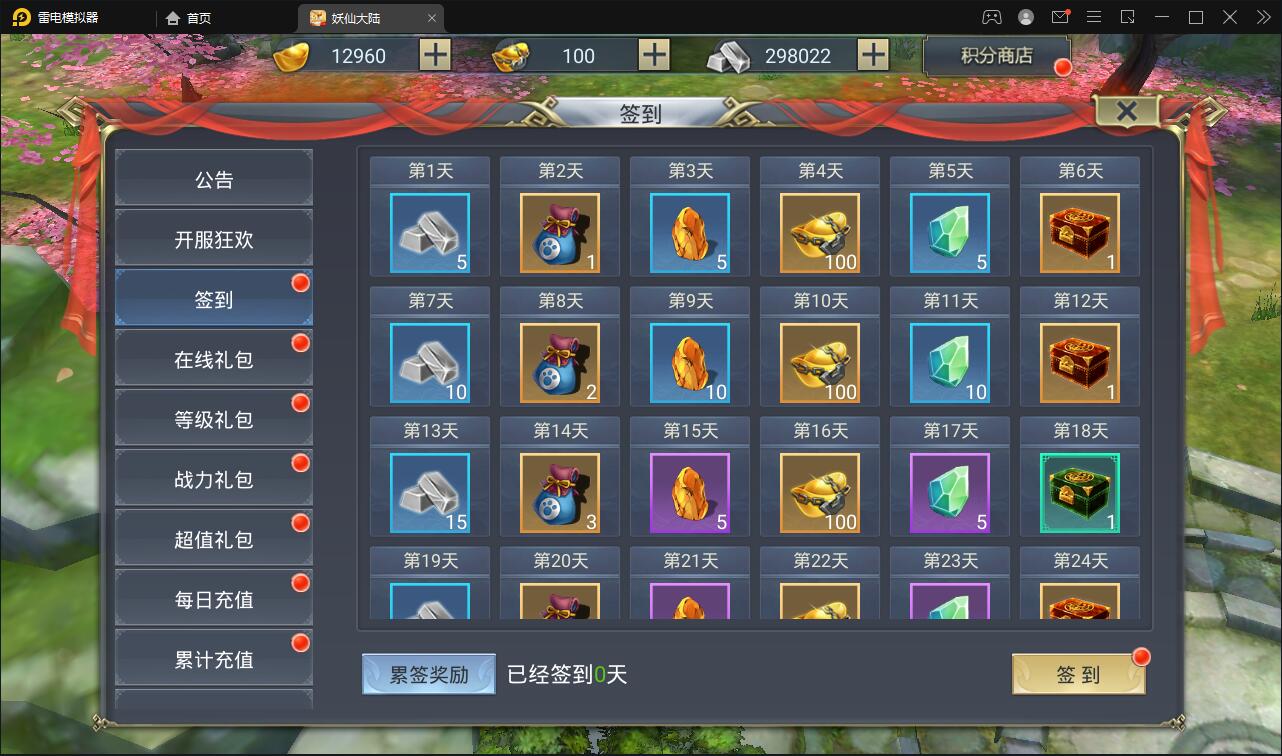 雷电模拟器 首页 妖仙大陆
12960 100 298022 积分商店
签到
公告
开服狂欢
签到
在线礼包
等级礼包
战力礼包
超值礼包
每日充值
累计充值
第1天 第2天 第3天 第4天 第5天 第6天
5 1 5 100 5 1
第7天 第8天 第9天 第10天 第11天 第12天
10 2 10 100 10 1
第13天 第14天 第15天 第16天 第17天 第18天
15 3 5 100 5 1
第19天 第20天 第21天 第22天 第23天 第24天
累签奖励 已经签到0天 签到